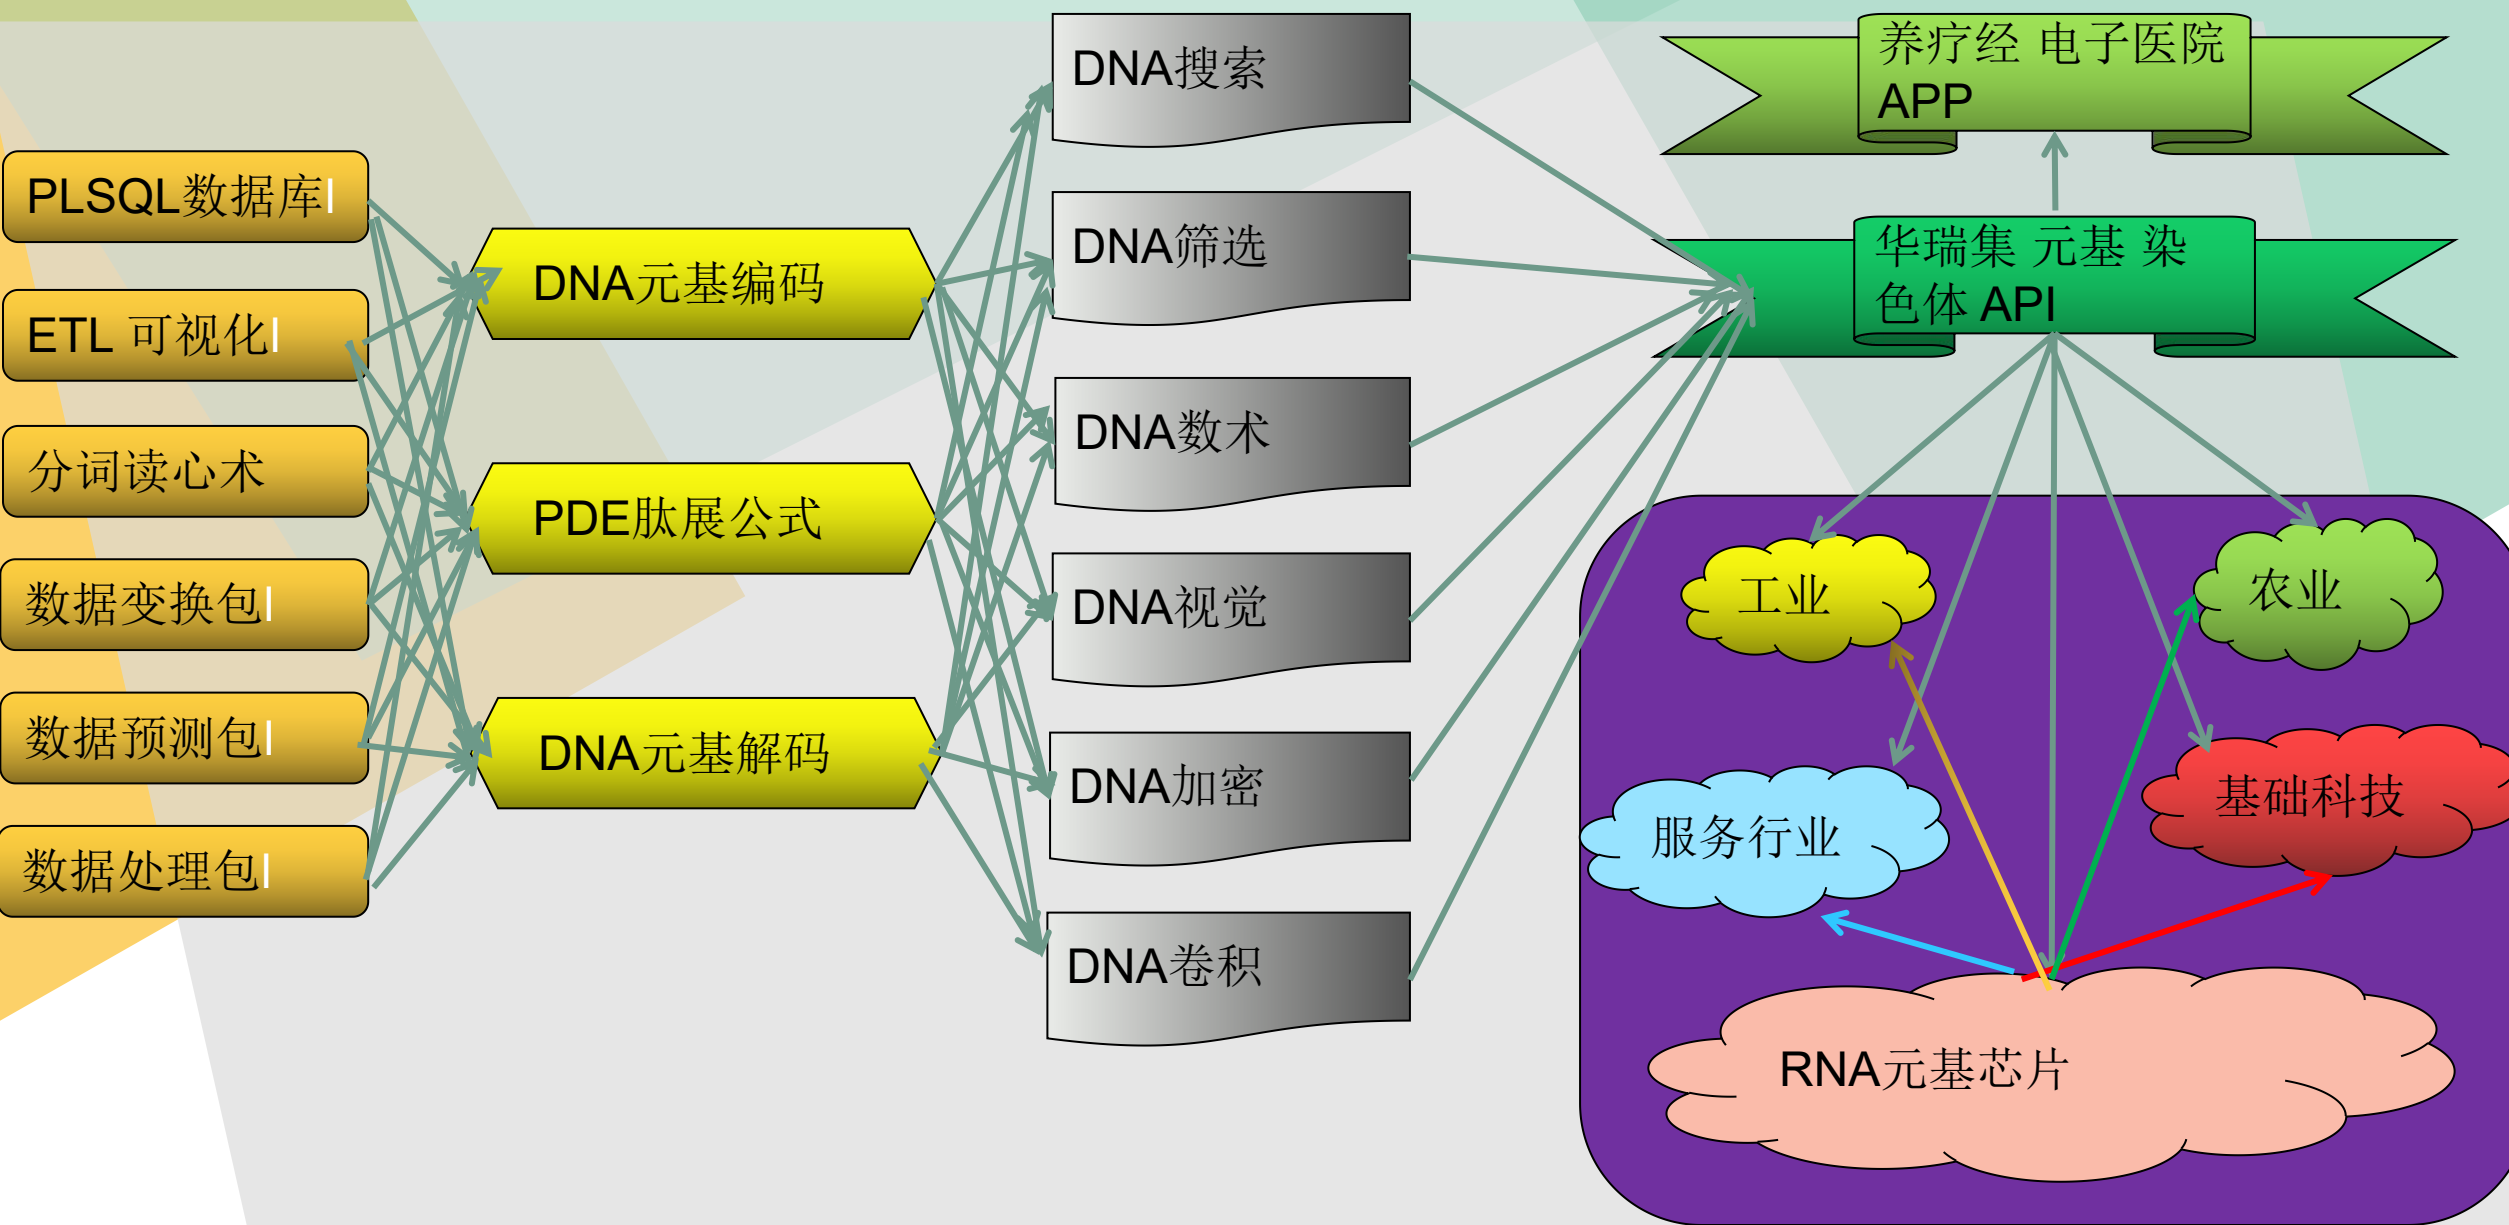 PLSQL数据库l
ETL 可视化l
分词读心术
数据变换包l
数据预测包l
数据处理包l
DNA元基编码
PDE肽展公式
DNA元基解码
DNA搜索
DNA筛选
DNA数术
DNA视觉
DNA加密
DNA卷积
养疗经 电子医院
APP
华瑞集 元基 染
色体 API
工业
农业
服务行业
基础科技
RNA元基芯片